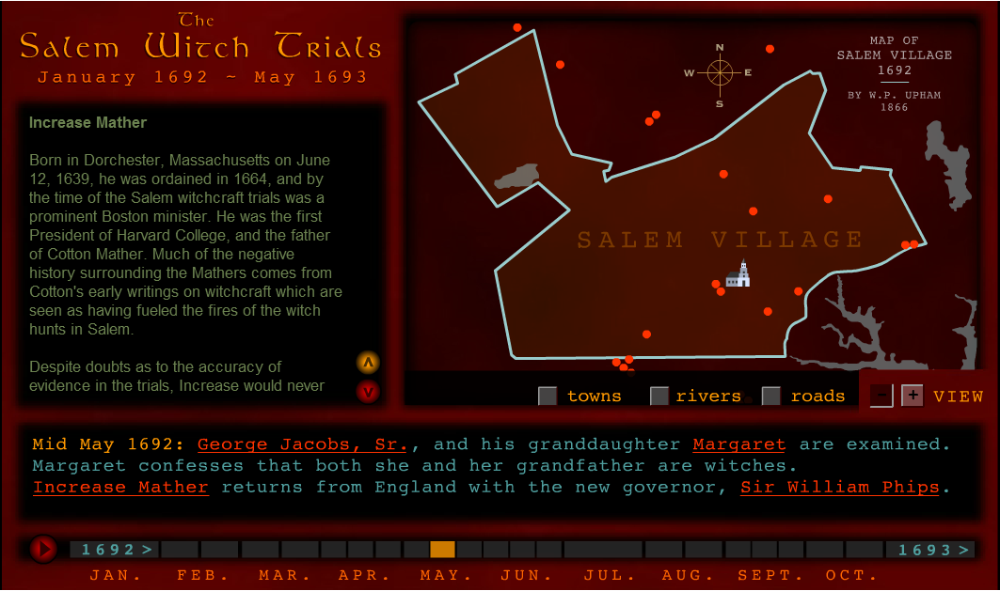 The
Salem Witch Trials
January 1692 ~ May 1693
Increase Mather
Born in Dorchester, Massachusetts on June
12, 1639, he was ordained in 1664, and by
the time of the Salem witchcraft trials was a
prominent Boston minister. He was the first
President of Harvard College, and the father
of Cotton Mather. Much of the negative
history surrounding the Mathers comes from
Cotton's early writings on witchcraft which are
seen as having fueled the fires of the witch
hunts in Salem.
Despite doubts as to the accuracy of
evidence in the trials, Increase would never
N
W E
S
MAP OF
SALEM VILLAGE
1692
BY W.P. UPHAM
1866
SALEM VILLAGE
towns rivers roads - + VIEW
Mid May 1692: George Jacobs, Sr., and his granddaughter Margaret are examined.
Margaret confesses that both she and her grandfather are witches.
Increase Mather returns from England with the new governor, Sir William Phips.
1692 > 1693 >
JAN. FEB. MAR. APR. MAY. JUN. JUL. AUG. SEPT. OCT.